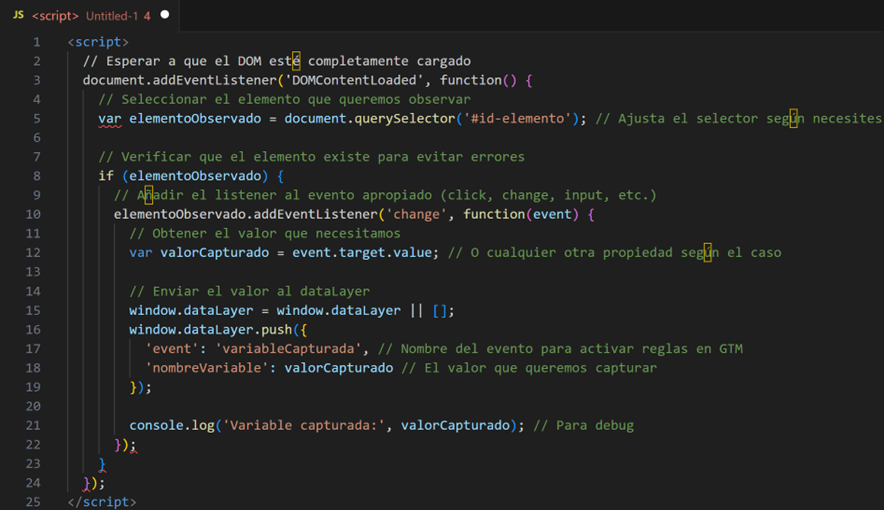 JS <script> Untitled-1 4
1 <script>
2 // Esperar a que el DOM esté completamente cargado
3 document.addEventListener('DOMContentLoaded', function() {
4 // Seleccionar el elemento que queremos observar
5 var elementoObservado = document.querySelector('#id-elemento'); // Ajusta el selector según necesites
6
7 // Verificar que el elemento existe para evitar errores
8 if (elementoObservado) {
9 // Añadir el listener al evento apropiado (click, change, input, etc.)
10 elementoObservado.addEventListener('change', function(event) {
11 // Obtener el valor que necesitamos
12 var valorCapturado = event.target.value; // O cualquier otra propiedad según el caso
13
14 // Enviar el valor al dataLayer
15 window.dataLayer = window.dataLayer || [];
16 window.dataLayer.push({
17 'event': 'variableCapturada', // Nombre del evento para activar reglas en GTM
18 'nombreVariable': valorCapturado // El valor que queremos capturar
19 });
20
21 console.log('Variable capturada:', valorCapturado); // Para debug
22 });
23 }
24 });
25 </script>